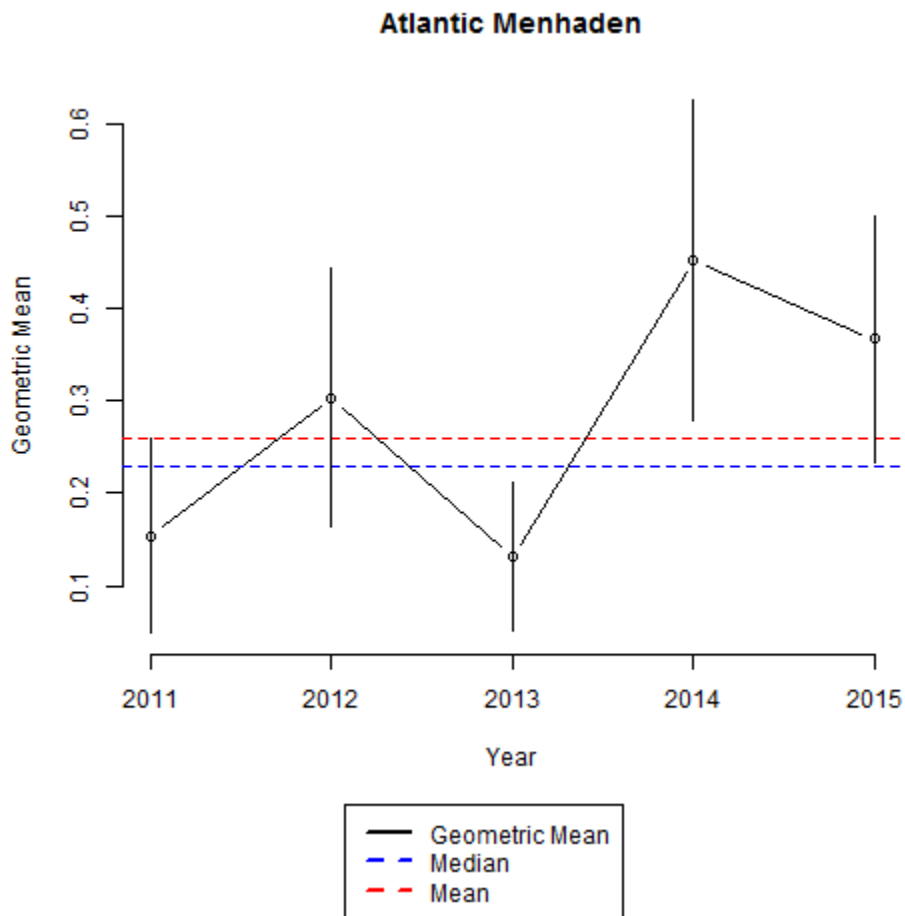 Atlantic Menhaden
Geometric Mean
0.6
0.5
0.4
0.3
0.2
0.1
2011 2012 2013 2014 2015
Year
Geometric Mean
Median
Mean